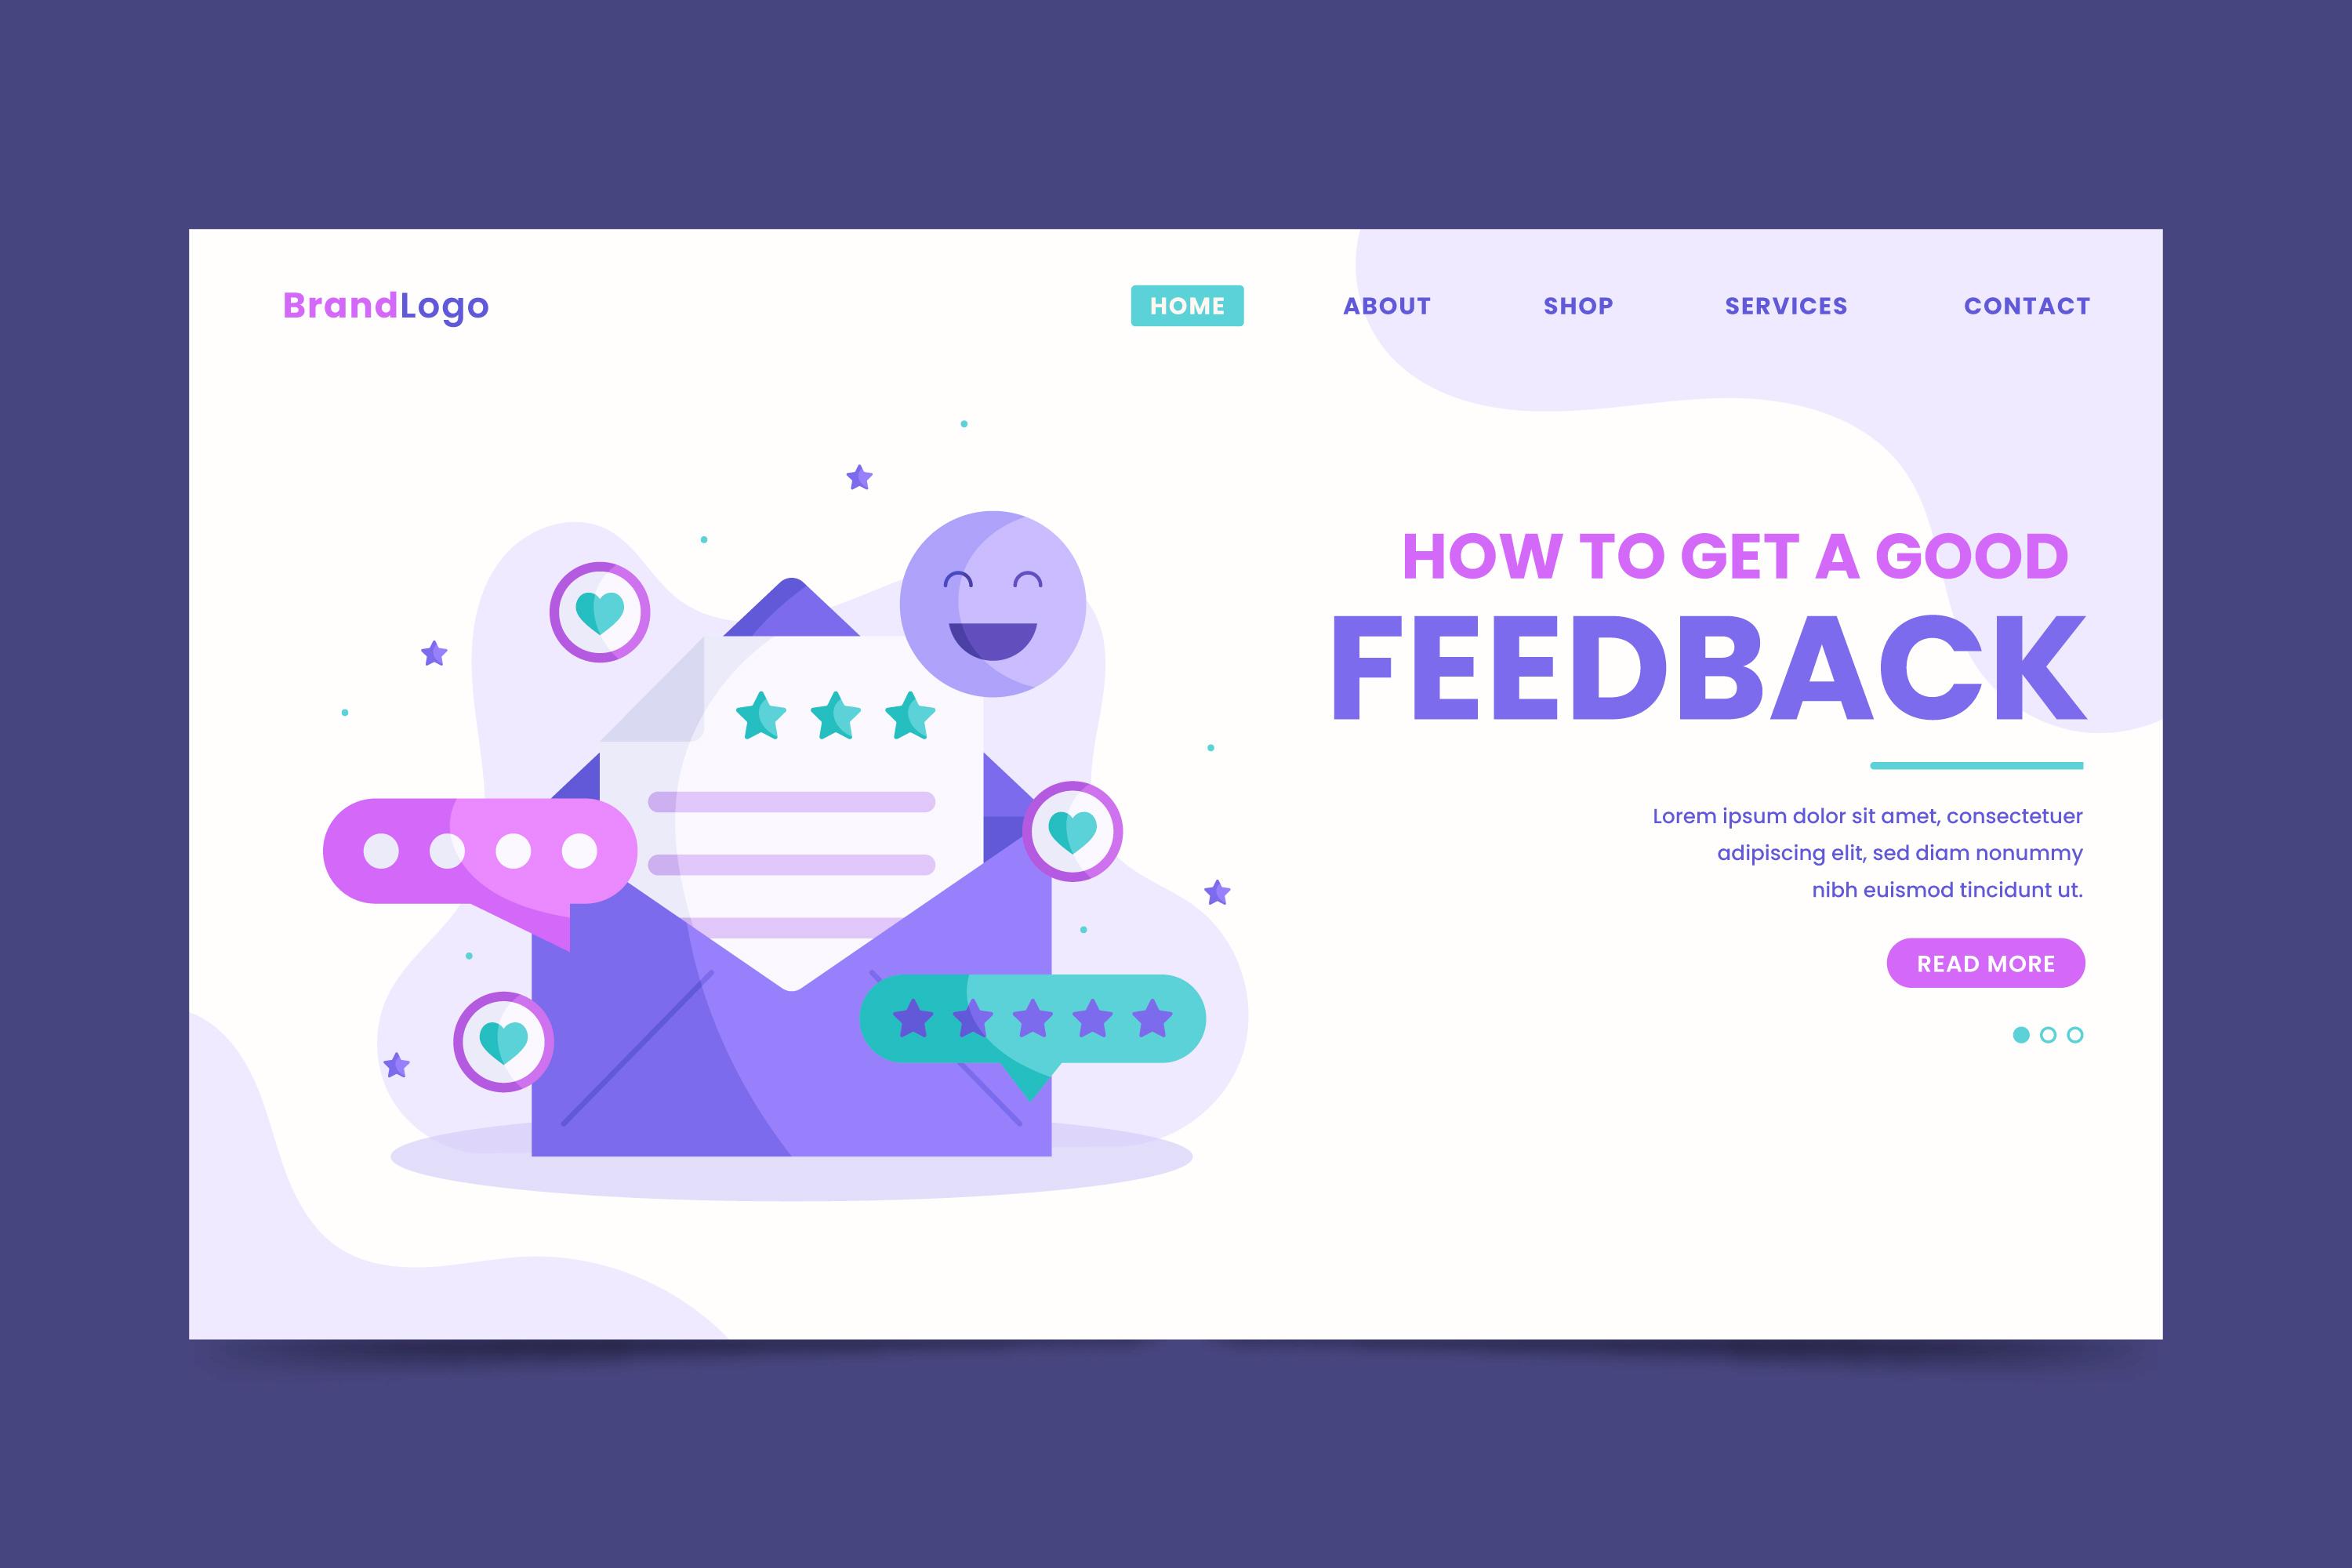 BrandLogo
HOME ABOUT SHOP SERVICES CONTACT
HOW TO GET A GOOD
FEEDBACK
Lorem ipsum dolor sit amet, consectetuer
adipiscing elit, sed diam nonummy
nibh euismod tincidunt ut.
READ MORE